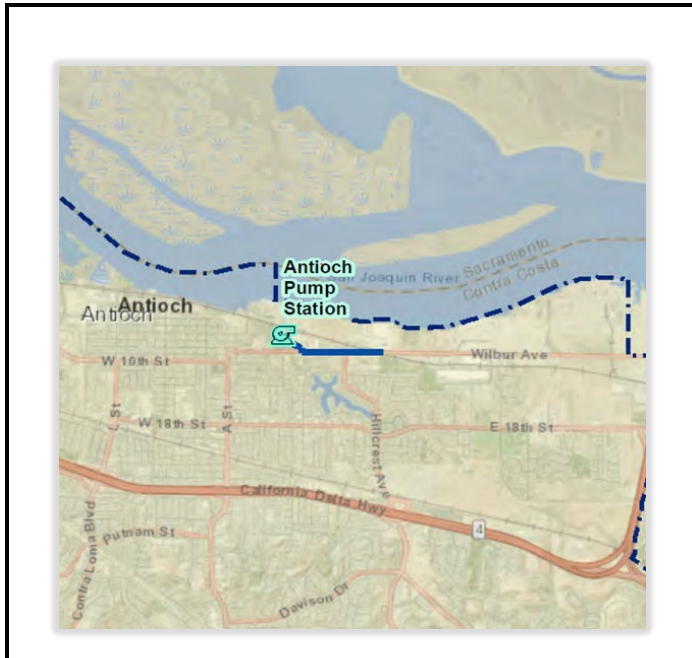 Antioch
Pump
Station
San Joaquin River
Sacramento
Contra Costa
Antioch
Antioch
W 10th St
Wilbur Ave
L St
A St
W 18th St
Hillcrest Ave
E 18th St
California Delta Hwy
4
Contra Loma Blvd
Putnam St
Davison Dr